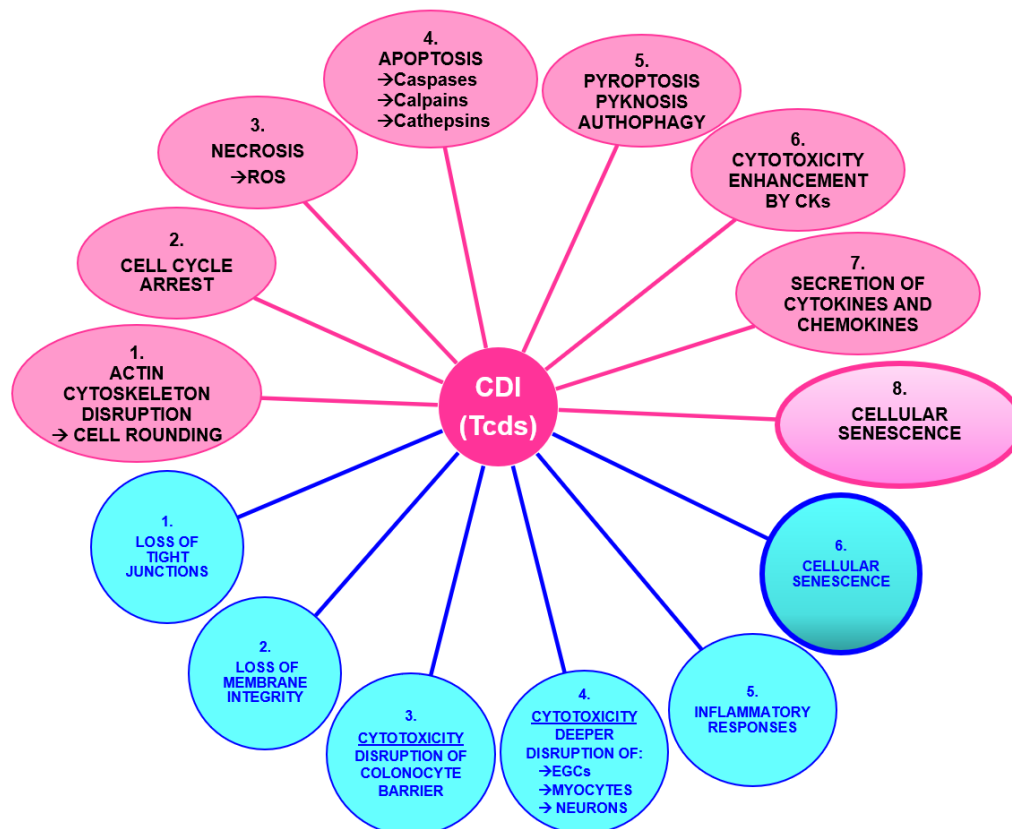 4.
APOPTOSIS
→Caspases
→Calpains
→Cathepsins
5.
PYROPTOSIS
PYKNOSIS
AUTHOPHAGY
3.
NECROSIS
→ROS
6.
CYTOTOXICITY
ENHANCEMENT
BY CKs
2.
CELL CYCLE
ARREST
7.
SECRETION OF
CYTOKINES AND
CHEMOKINES
1.
ACTIN
CYTOSKELETON
DISRUPTION
→ CELL ROUNDING
CDI
(Tcds)
8.
CELLULAR
SENESCENCE
1.
LOSS OF
TIGHT
JUNCTIONS
6.
CELLULAR
SENESCENCE
2.
LOSS OF
MEMBRANE
INTEGRITY
3.
CYTOTOXICITY
DISRUPTION OF
COLONOCYTE
BARRIER
4.
CYTOTOXICITY
DEEPER
DISRUPTION OF:
→EGCs
→MYOCYTES
→ NEURONS
5.
INFLAMMATORY
RESPONSES